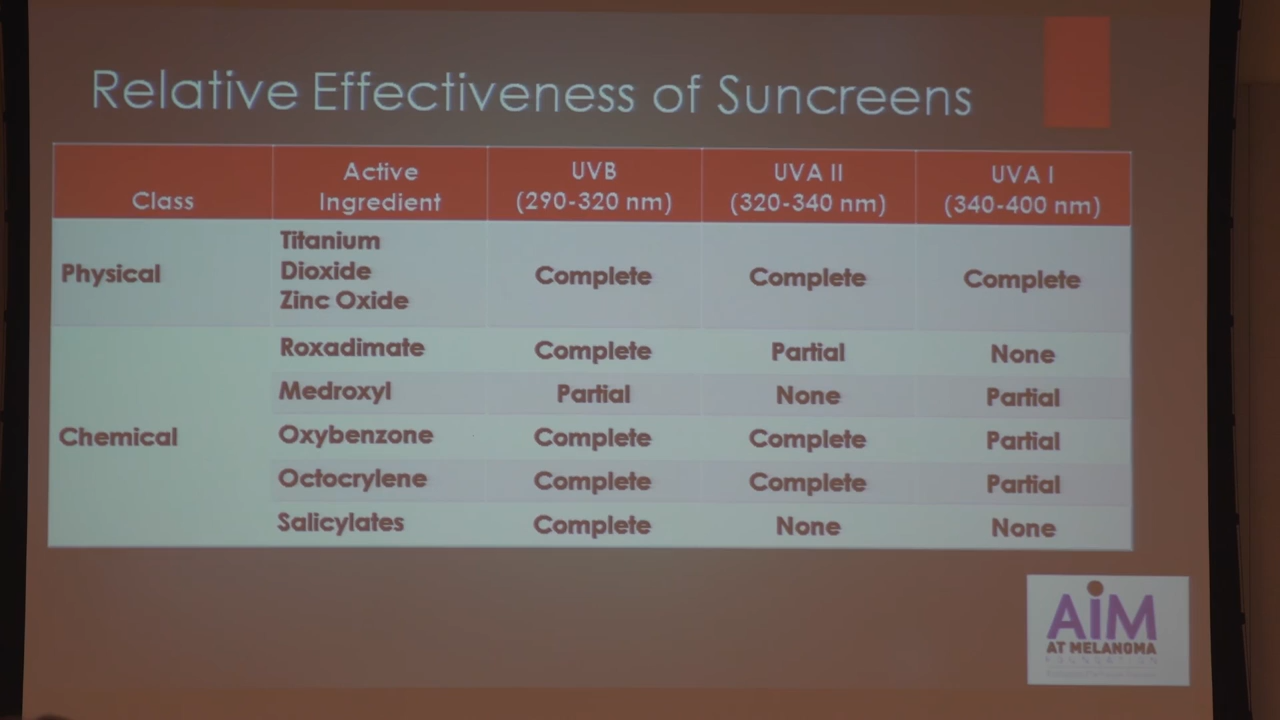 Relative Effectiveness of Suncreens
Class
Active
Ingredient
UVB
(290-320 nm)
UVA II
(320-340 nm)
UVA I
(340-400 nm)
Physical
Titanium
Dioxide
Zinc Oxide
Complete
Complete
Complete
Chemical
Roxadimate
Complete
Partial
None
Medroxyl
Partial
None
Partial
Oxybenzone
Complete
Complete
Partial
Octocrylene
Complete
Complete
Partial
Salicylates
Complete
None
None
AiM
AT MELANOMA
FOUNDATION